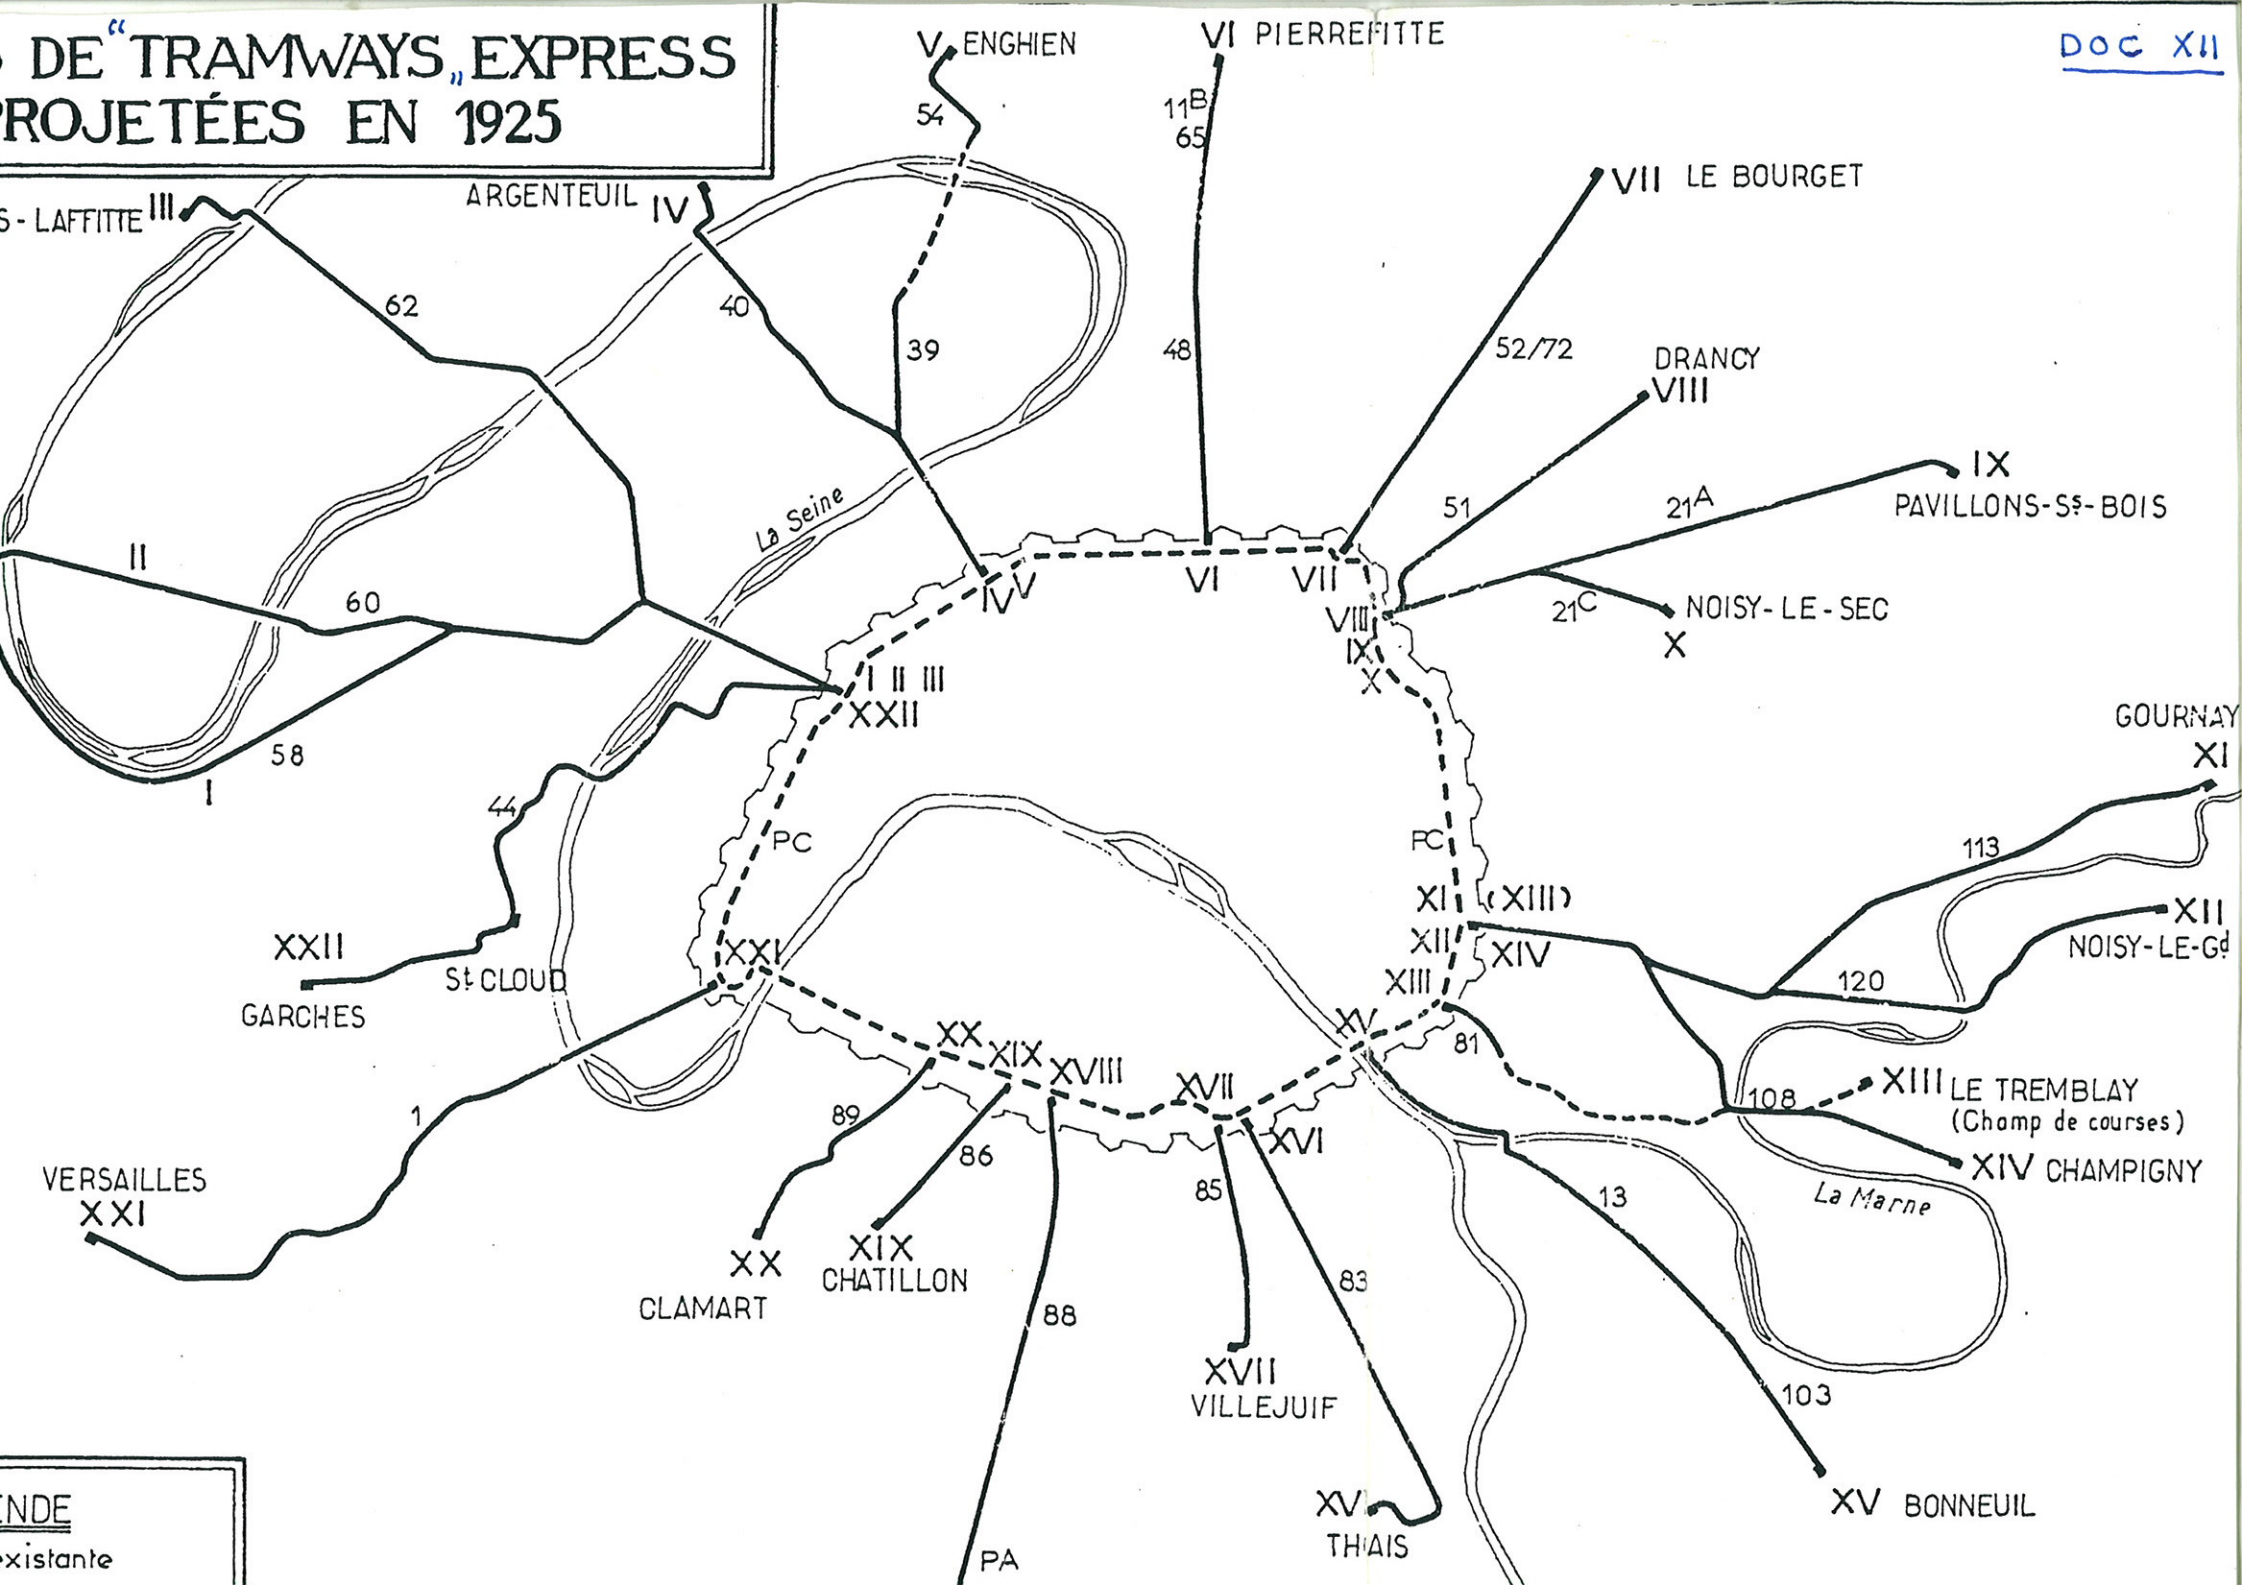 DE “TRAMWAYS„ EXPRESS
PROJETÉES EN 1925
DOC XII
V ENGHIEN
VI PIERREFITTE
54
11B
65
VII LE BOURGET
S-LAFFITTE III
ARGENTEUIL IV
62
40
39
48
52/72
DRANCY
VIII
La Seine
51
21A
IX
PAVILLONS-Ss-BOIS
II
60
IV V
VI
VII
VIII
IX
X
21C
NOISY-LE-SEC
X
I II III
XXII
58
I
44
GOURNAY
XI
PC
PC
113
XI (XIII)
XII XIV
XIII
XII
NOISY-LE-Gd
XXII
GARCHES
St CLOUD
XXI
120
XX
XIX
XVIII
XVII
XV
XVI
81
XIII LE TREMBLAY
(Champ de courses)
108
XIV CHAMPIGNY
La Marne
1
89
86
85
13
VERSAILLES
XXI
XX
CLAMART
XIX
CHATILLON
88
83
XVII
VILLEJUIF
103
XV
THIAIS
XV BONNEUIL
PA
ENDE
existante